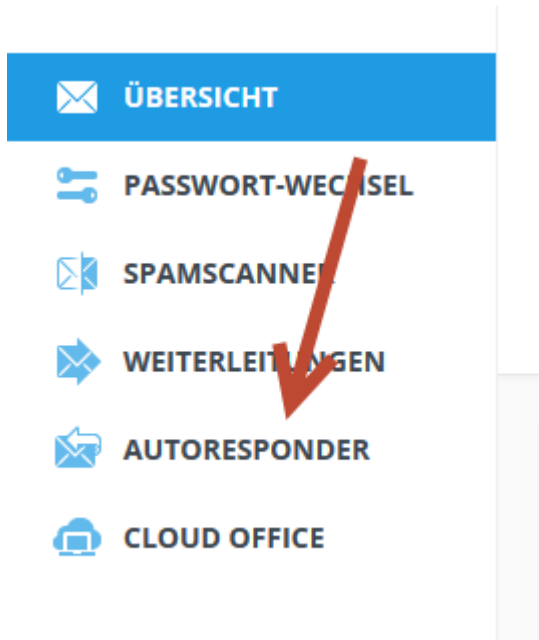 ÜBERSICHT
PASSWORT-WECHSEL
SPAMSCANNER
WEITERLEITUNGEN
AUTORESPONDER
CLOUD OFFICE